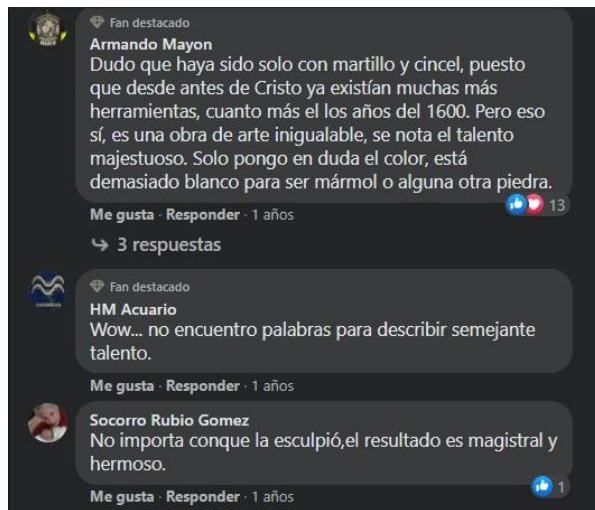 Fan destacado
Armando Mayon
Dudo que haya sido solo con martillo y cincel, puesto
que desde antes de Cristo ya existían muchas más
herramientas, cuanto más el los años del 1600. Pero eso
sí, es una obra de arte inigualable, se nota el talento
majestuoso. Solo pongo en duda el color, está
demasiado blanco para ser mármol o alguna otra piedra.
Me gusta · Responder · 1 años
13
3 respuestas
Fan destacado
HM Acuario
Wow... no encuentro palabras para describir semejante
talento.
Me gusta · Responder · 1 años
Socorro Rubio Gomez
No importa conque la esculpió,el resultado es magistral y
hermoso.
Me gusta · Responder · 1 años
1